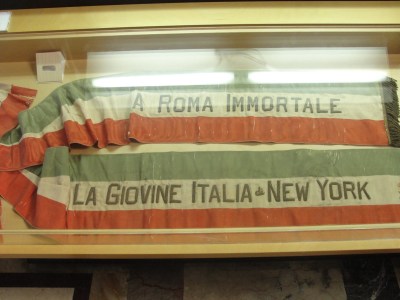 A ROMA IMMORTALE
LA GIOVINE ITALIA NEW YORK